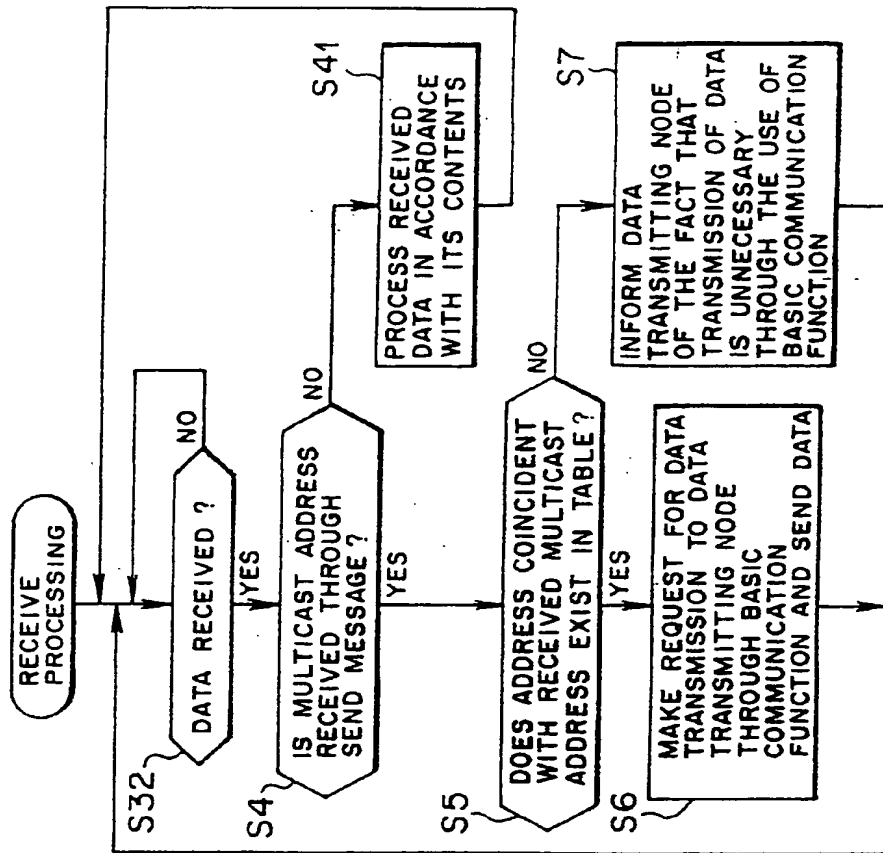 RECEIVE
PROCESSING
S32
DATA RECEIVED ?
NO
YES
S4
IS MULTICAST ADDRESS
RECEIVED THROUGH
SEND MESSAGE ?
NO
YES
S41
PROCESS RECEIVED
DATA IN ACCORDANCE
WITH ITS CONTENTS
S5
DOES ADDRESS COINCIDENT
WITH RECEIVED MULTICAST
ADDRESS EXIST IN TABLE ?
NO
YES
S6
MAKE REQUEST FOR DATA
TRANSMISSION TO DATA
TRANSMITTING NODE
THROUGH BASIC
COMMUNICATION
FUNCTION AND SEND DATA
S7
INFORM DATA
TRANSMITTING NODE
OF THE FACT THAT
TRANSMISSION OF DATA
IS UNNECESSARY
THROUGH THE USE OF
BASIC COMMUNICATION
FUNCTION